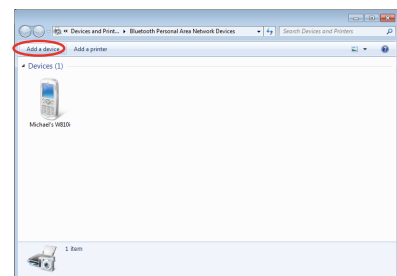 « Devices and Print... ▸ Bluetooth Personal Area Network Devices
Search Devices and Printers
Add a device
Add a printer
Devices (1)
Michael's W810i
1 item